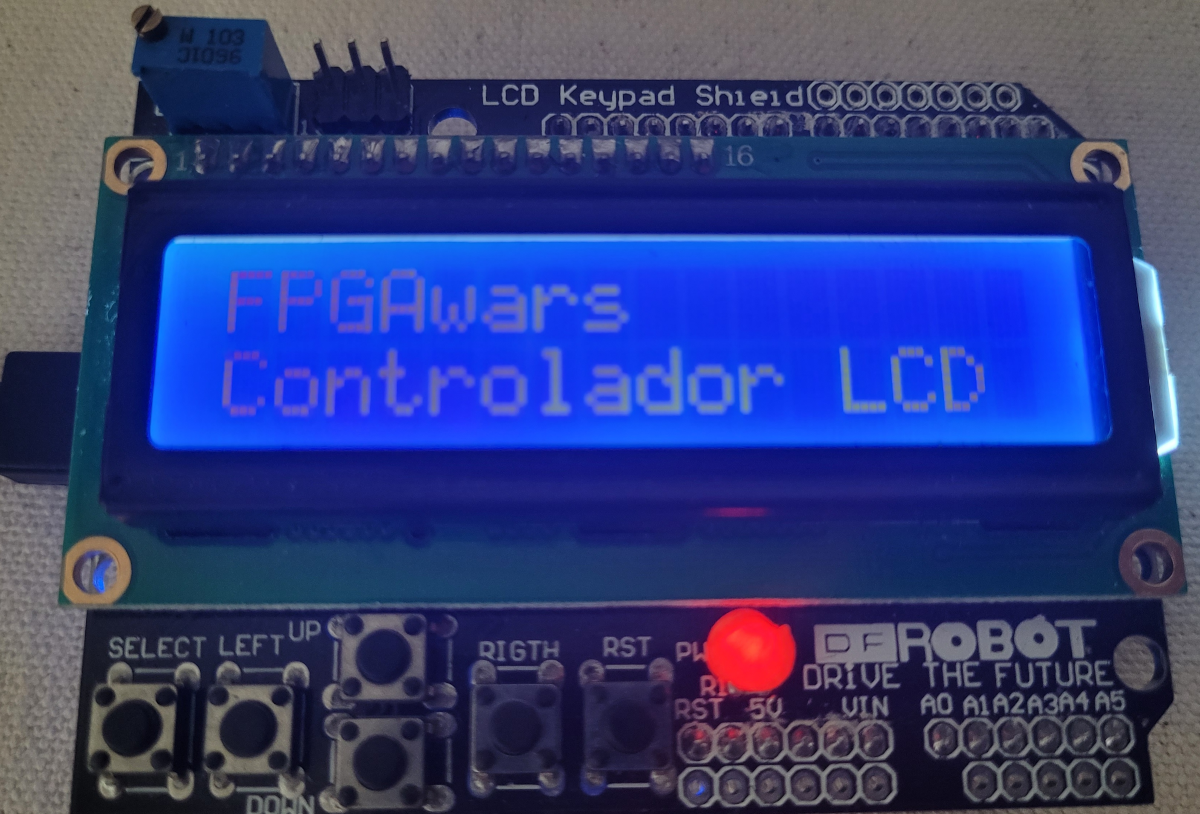 W 103
9601C
LCD Keypad Shield
1
16
FPGAwars
Controlador LCD
SELECT
LEFT
UP
DOWN
RIGTH
RST
DFROBOT
DRIVE THE FUTURE
RST 5V VIN
A0 A1 A2 A3 A4 A5